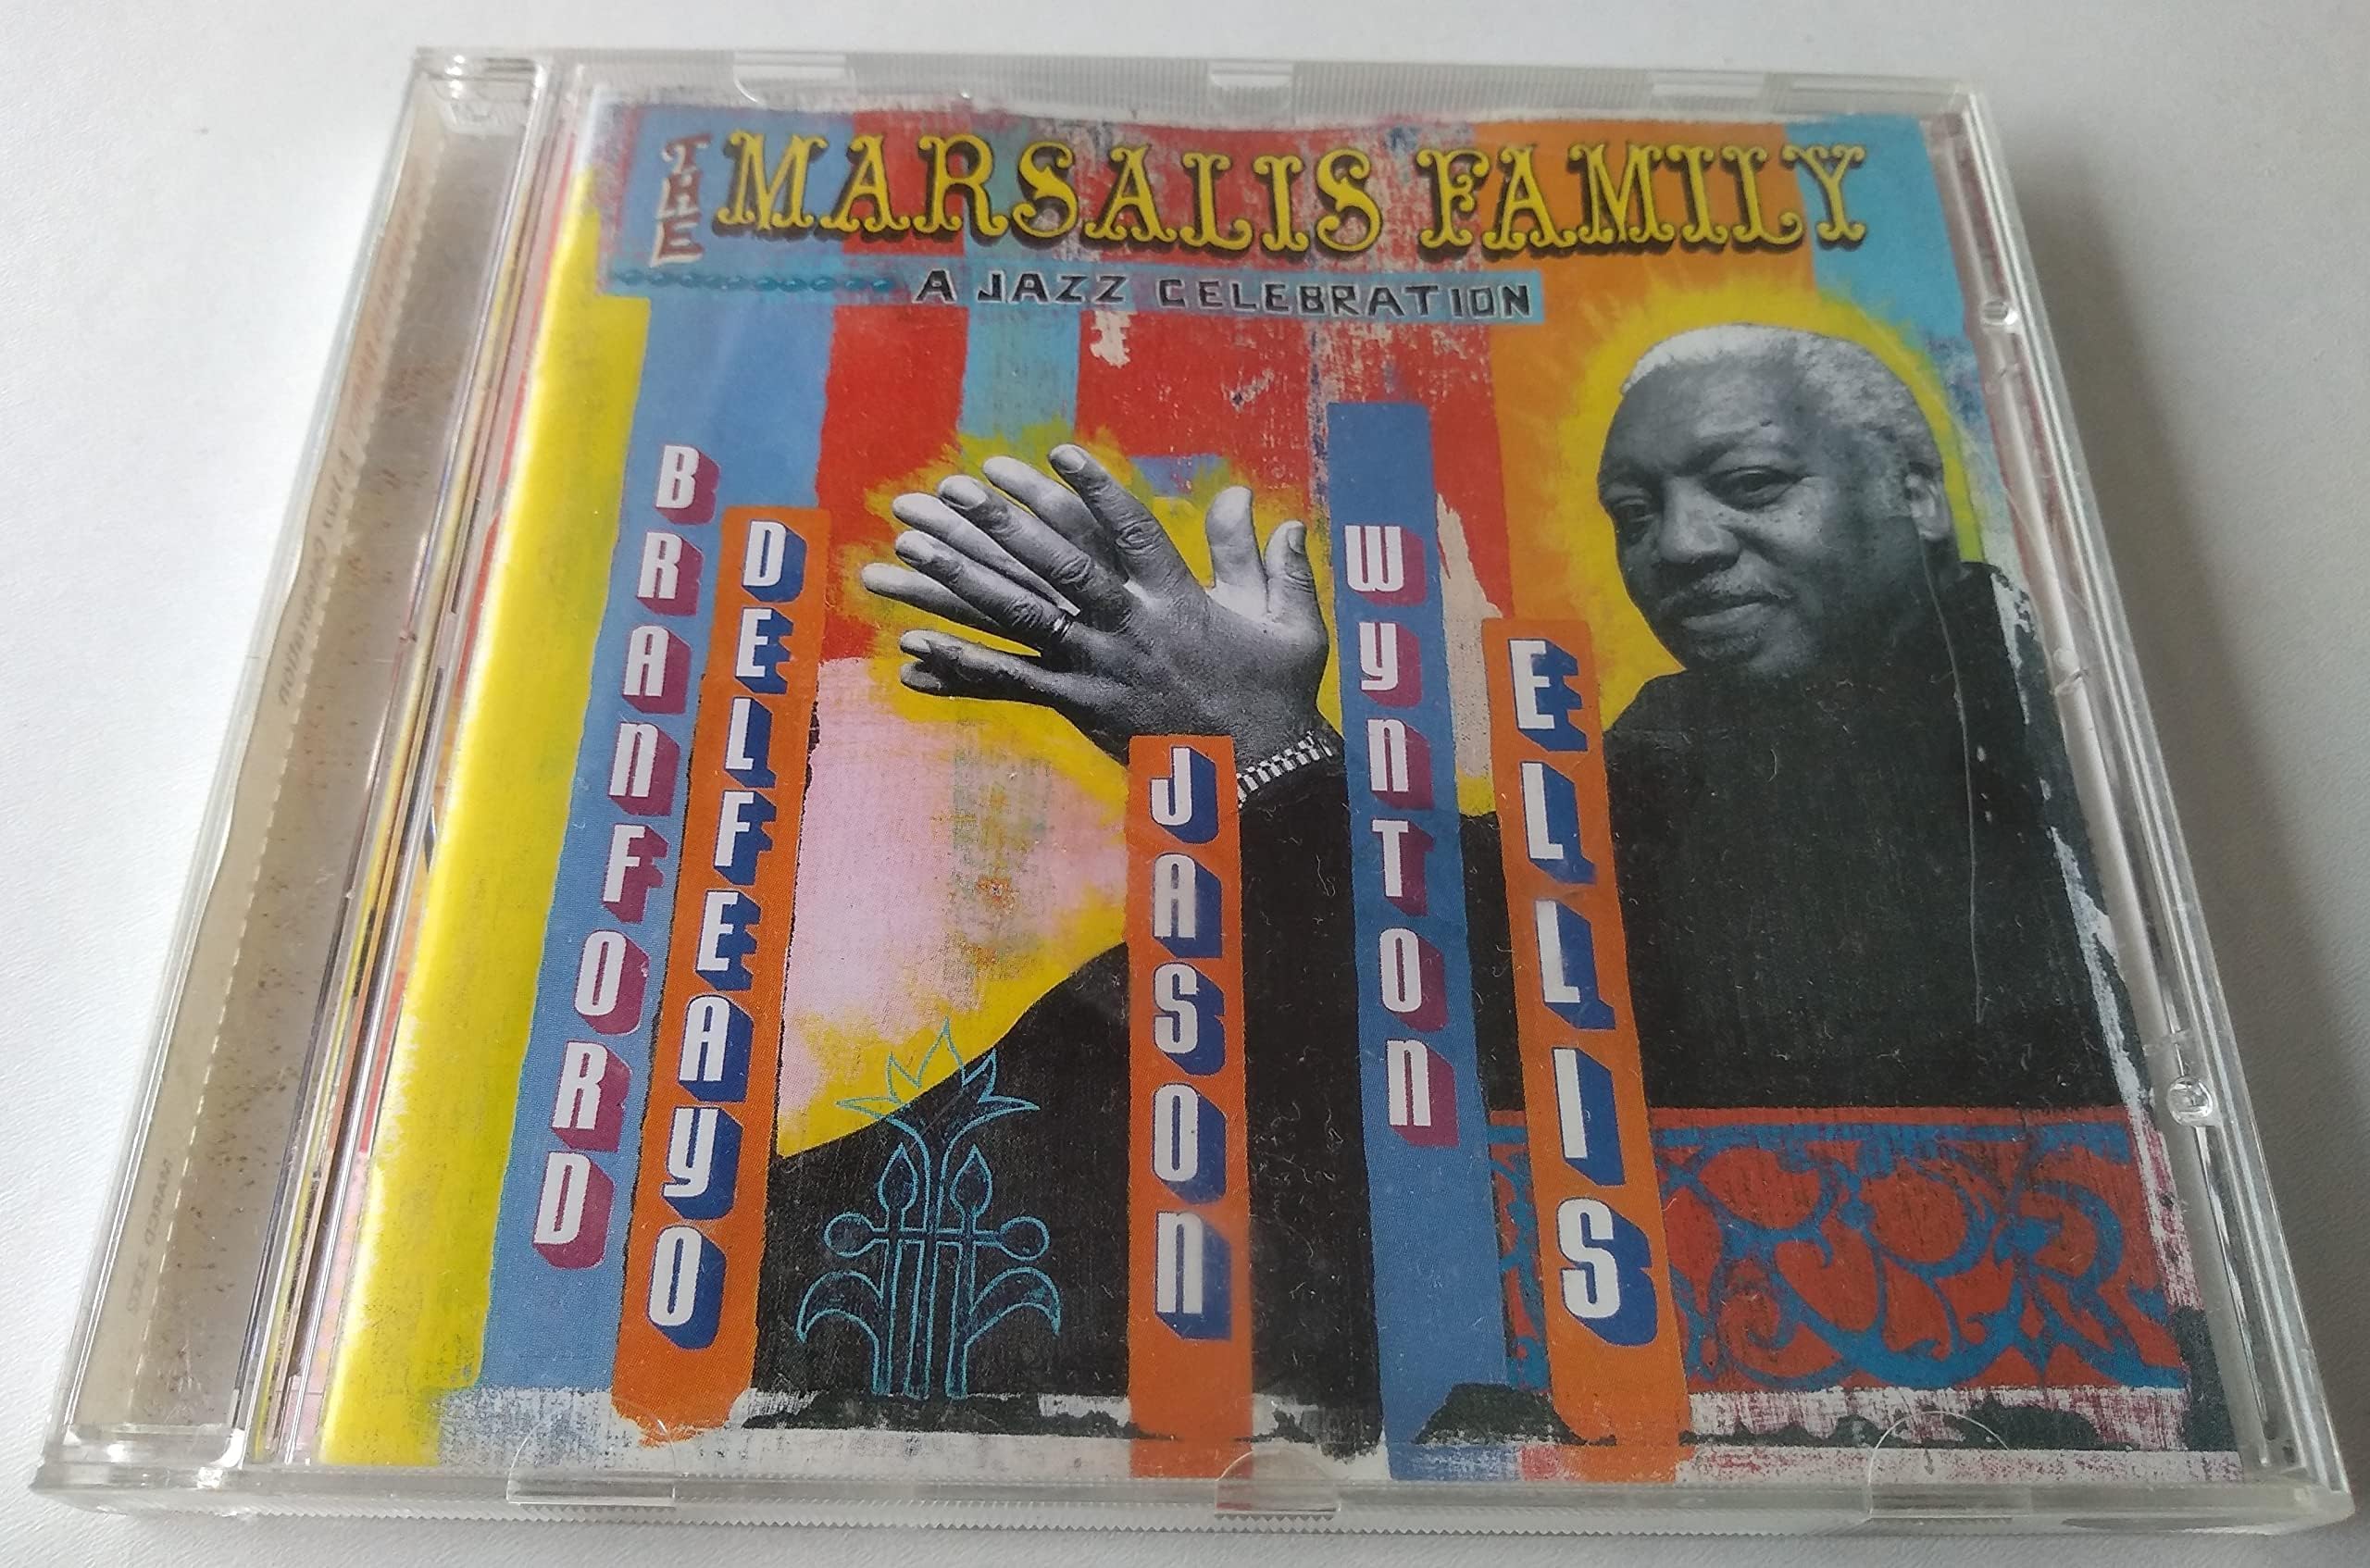 THE
MARSALIS FAMILY
A JAZZ CELEBRATION
BRANFORD
DELFEAYO
JASON
WYNTON
ELLIS